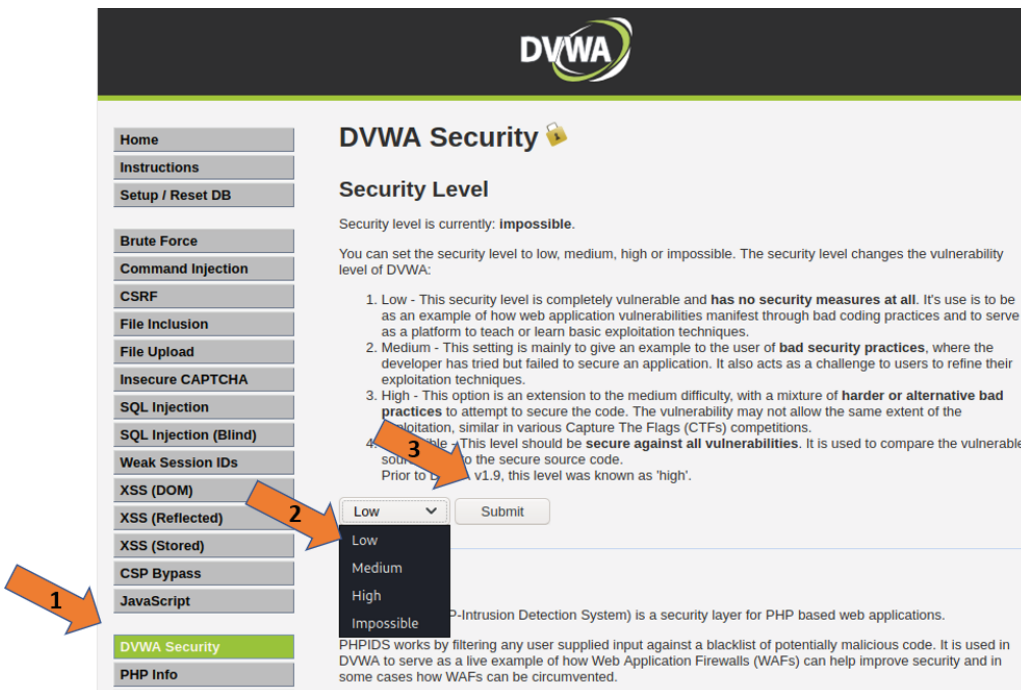 DVWA
Home
Instructions
Setup / Reset DB
Brute Force
Command Injection
CSRF
File Inclusion
File Upload
Insecure CAPTCHA
SQL Injection
SQL Injection (Blind)
Weak Session IDs
XSS (DOM)
XSS (Reflected)
XSS (Stored)
CSP Bypass
JavaScript
DVWA Security
PHP Info
1
DVWA Security
Security Level
Security level is currently: impossible.
You can set the security level to low, medium, high or impossible. The security level changes the vulnerability
level of DVWA:
1. Low - This security level is completely vulnerable and has no security measures at all. It's use is to be
as an example of how web application vulnerabilities manifest through bad coding practices and to serve
as a platform to teach or learn basic exploitation techniques.
2. Medium - This setting is mainly to give an example to the user of bad security practices, where the
developer has tried but failed to secure an application. It also acts as a challenge to users to refine their
exploitation techniques.
3. High - This option is an extension to the medium difficulty, with a mixture of harder or alternative bad
practices to attempt to secure the code. The vulnerability may not allow the same extent of the
exploitation, similar in various Capture The Flags (CTFs) competitions.
4. - This level should be secure against all vulnerabilities. It is used to compare the vulnerable
to the secure source code.
Prior to v1.9, this level was known as 'high'.
3
2
Low
Submit
Low
Medium
High
Impossible
-Intrusion Detection System) is a security layer for PHP based web applications.
PHPIDS works by filtering any user supplied input against a blacklist of potentially malicious code. It is used in
DVWA to serve as a live example of how Web Application Firewalls (WAFs) can help improve security and in
some cases how WAFs can be circumvented.